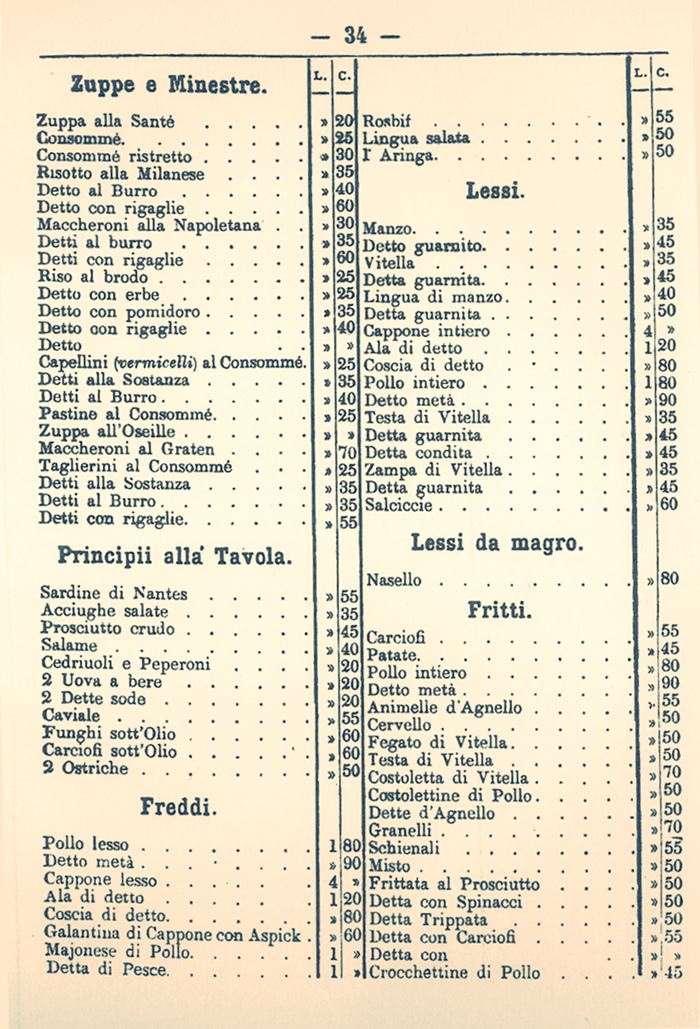 — 34 —
Zuppe e Minestre.
L. C.
Zuppa alla Santé . . . . . » 20
Consommé. . . . . . » 25
Consommé ristretto . . . . . » 30
Risotto alla Milanese . . . . » 35
Detto al Burro . . . . . . » 40
Detto con rigaglie . . . . . » 60
Maccheroni alla Napoletana . . » 30
Detti al burro . . . . . . » 35
Detti con rigaglie . . . . . » 60
Riso al brodo . . . . . . . » 25
Detto con erbe . . . . . . » 25
Detto con pomidoro . . . . . » 35
Detto con rigaglie . . . . . » 40
Detto . . » »
Capellini (vermicelli) al Consommé. » 25
Detti alla Sostanza . . . . . » 35
Detti al Burro . . . . . . . » 40
Pastine al Consommé. . . . . » 25
Zuppa all'Oseille . . . . . . » »
Maccheroni al Graten . . . . » 70
Taglierini al Consommé . . . » 25
Detti alla Sostanza . . . . . » 35
Detti al Burro . . . . . . . » 35
Detti con rigaglie. . . . . . » 55
Principii alla Tavola.
Sardine di Nantes . . . . . » 55
Acciughe salate . . . . . . » 35
Prosciutto crudo . . . . . . » 45
Salame . . . . . . . . » 40
Cedriuoli e Peperoni . . . . » 20
2 Uova a bere . . . . . . » 20
2 Dette sode . . . . . . . » 20
Caviale . . . . . . . . » 55
Funghi sott'Olio . . . . . . » 60
Carciofi sott'Olio . . . . . . » 60
2 Ostriche . . . . . . . . » 50
Freddi.
Pollo lesso . . . . . . . 1 80
Detto metà . . . . . . . » 90
Cappone lesso . . . . . . 4 »
Ala di detto . . . . . . . 1 20
Coscia di detto. . . . . . » 80
Galantina di Cappone con Aspick . » 60
Majonese di Pollo. . . . . . 1 »
Detta di Pesce. . . . . . . 1 »
L. C.
Rosbif . . . . . . . . » 55
Lingua salata . . . . . . . » 50
1' Aringa. . . . . . . . . » 50
Lessi.
Manzo. . . . . . . . . . » 35
Detto guarnito. . . . . . . » 45
Vitella . . . . . . . . . » 35
Detta guarnita. . . . . . . » 45
Lingua di manzo. . . . . . » 40
Detta guarnita . . . . . . . » 50
Cappone intiero . . . . . . 4 »
Ala di detto . . . . . . . 1 20
Coscia di detto . . . . . . » 80
Pollo intiero . . . . . . . 1 80
Detto metà . . . . . . . . » 90
Testa di Vitella . . . . . . » 35
Detta guarnita . . . . . . » 45
Detta condita . . . . . . . » 45
Zampa di Vitella . . . . . . » 35
Detta guarnita . . . . . . » 45
Salciccie . . . . . . . . . » 60
Lessi da magro.
Nasello . . . . . . . . . » 80
Fritti.
Carciofi . . . . . . . . . » 55
Patate. . . . . . . . . . » 45
Pollo intiero . . . . . . . » 80
Detto metà . . . . . . . . » 90
Animelle d'Agnello . . . . . » 55
Cervello . . . . . . . . . » 50
Fegato di Vitella. . . . . . » 50
Testa di Vitella . . . . . . » 50
Costoletta di Vitella . . . . . » 70
Costolettine di Pollo. . . . . » 50
Dette d'Agnello . . . . . . » 50
Granelli . . . . . . . . . » 70
Schienali . . . . . . . . » 55
Misto . . . . . . . . . . » 50
Frittata al Prosciutto . . . . » 50
Detta con Spinacci . . . . . » 50
Detta Trippata . . . . . . » 50
Detta con Carciofi . . . . . » 55
Detta con . . . . . . . . » »
Crocchettine di Pollo . . . . » 45